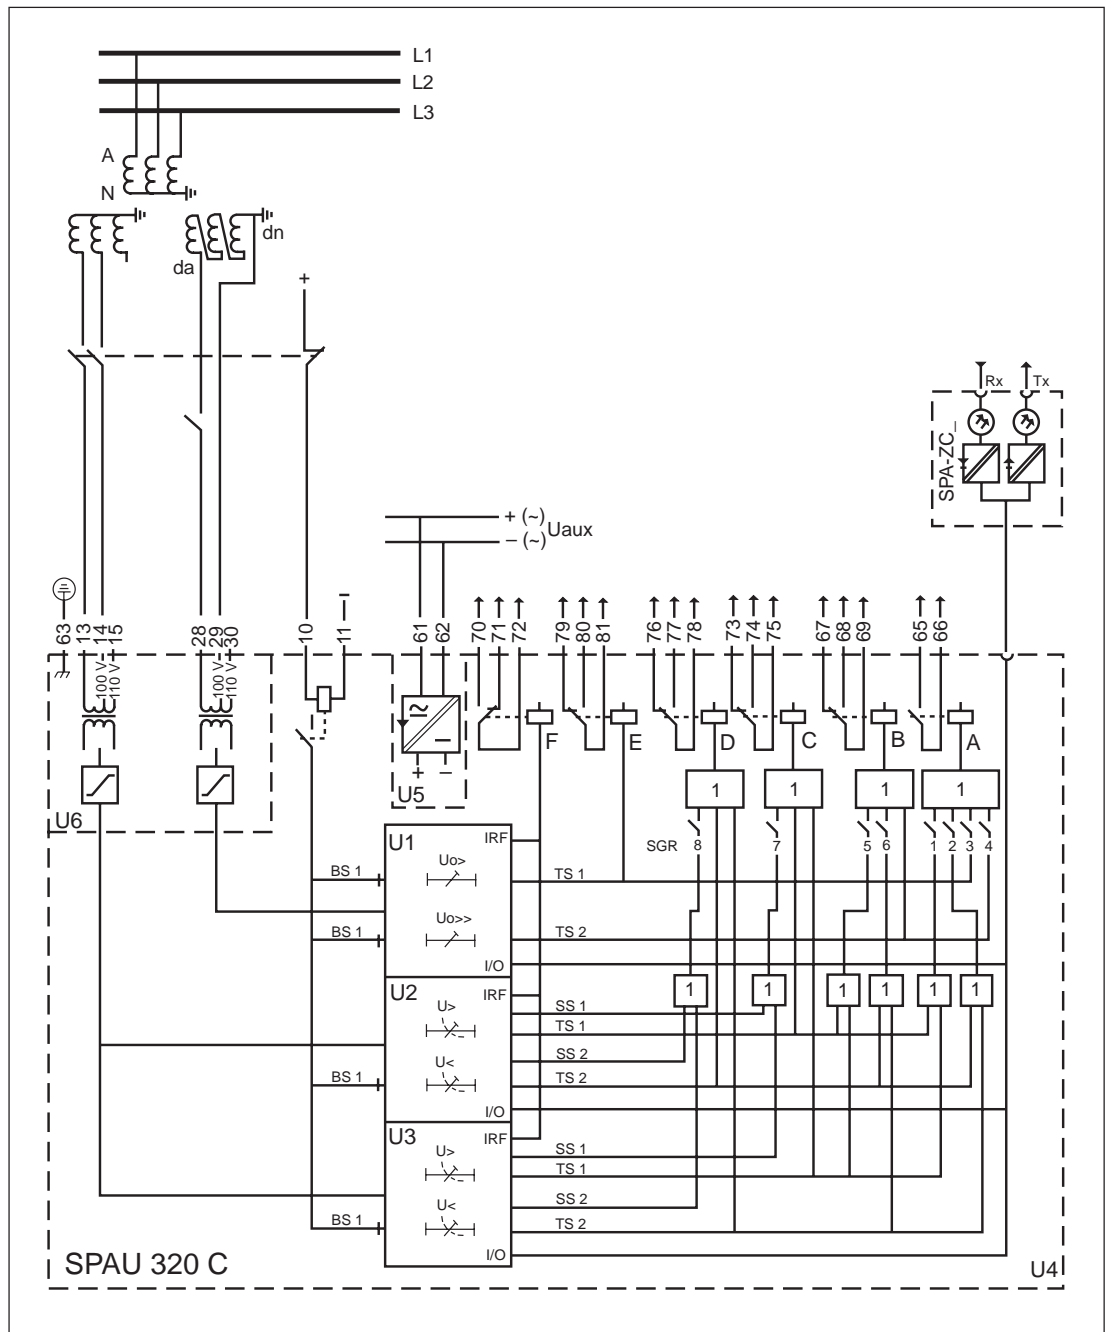 L1
L2
L3
A
N
da
dn
+
Rx
Tx
SPA-ZC_
+ (~)
− (~)
Uaux
63
13
14
15
28
29
30
10
11
61
62
70
71
72
79
80
81
76
77
78
73
74
75
67
68
69
65
66
100 V
110 V
100 V
110 V
F
E
D
C
B
A
+ −
U5
U6
1
1
1
1
SGR
8
7
5
6
1
2
3
4
U1
IRF
Uo>
BS 1
TS 1
Uo>>
BS 1
TS 2
I/O
1
1
1
1
1
1
U2
IRF
U>
SS 1
TS 1
U<
SS 2
BS 1
TS 2
I/O
U3
IRF
U>
SS 1
TS 1
U<
SS 2
BS 1
TS 2
I/O
SPAU 320 C
U4